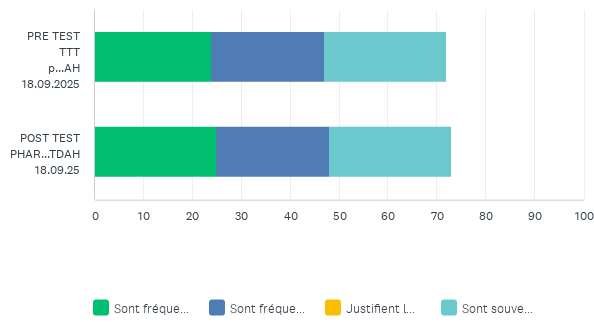 PRE TEST
TTT
p...AH
18.09.2025
POST TEST
PHAR...TDAH
18.09.25
0 10 20 30 40 50 60 70 80 90 100
Sont fréque... Sont fréque... Justifient l... Sont souve...